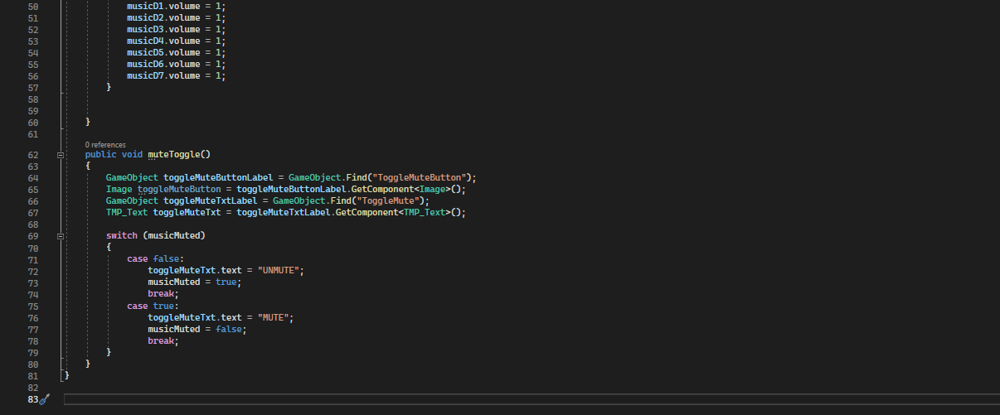 50 musicD1.volume = 1;
51 musicD2.volume = 1;
52 musicD3.volume = 1;
53 musicD4.volume = 1;
54 musicD5.volume = 1;
55 musicD6.volume = 1;
56 musicD7.volume = 1;
57 }
58
59
60 }
61
0 references
62 public void muteToggle()
63 {
64 GameObject toggleMuteButtonLabel = GameObject.Find("ToggleMuteButton");
65 Image toggleMuteButton = toggleMuteButtonLabel.GetComponent<Image>();
66 GameObject toggleMuteTxtLabel = GameObject.Find("ToggleMute");
67 TMP_Text toggleMuteTxt = toggleMuteTxtLabel.GetComponent<TMP_Text>();
68
69 switch (musicMuted)
70 {
71 case false:
72 toggleMuteTxt.text = "UNMUTE";
73 musicMuted = true;
74 break;
75 case true:
76 toggleMuteTxt.text = "MUTE";
77 musicMuted = false;
78 break;
79 }
80 }
81 }
82
83